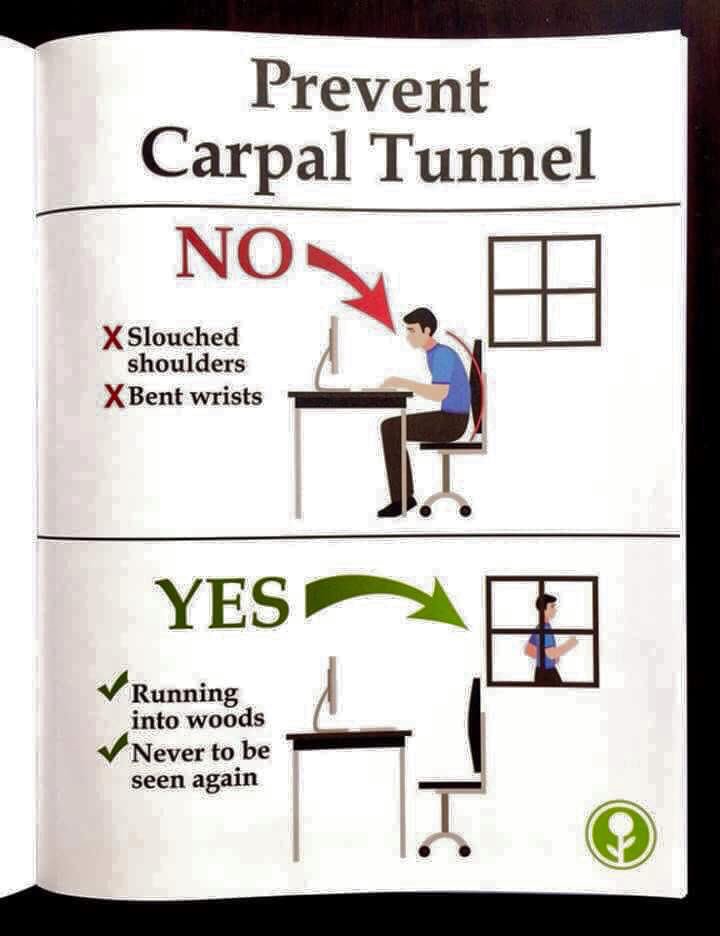 Prevent
Carpal Tunnel
NO
X Slouched
shoulders
X Bent wrists
YES
✓ Running
into woods
✓ Never to be
seen again